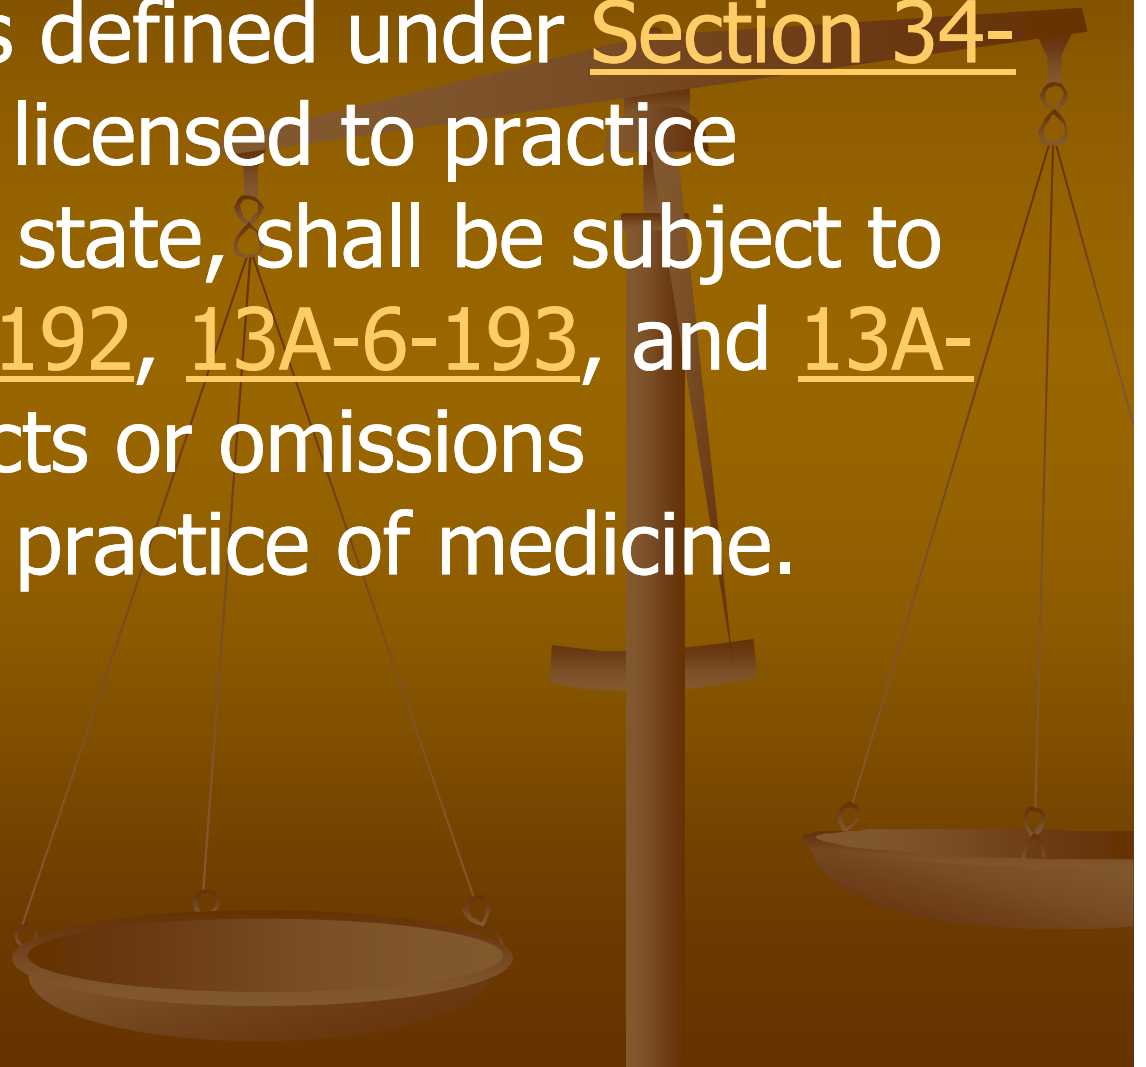 s defined under Section 34-
licensed to practice
state, shall be subject to
192, 13A-6-193, and 13A-
cts or omissions
practice of medicine.